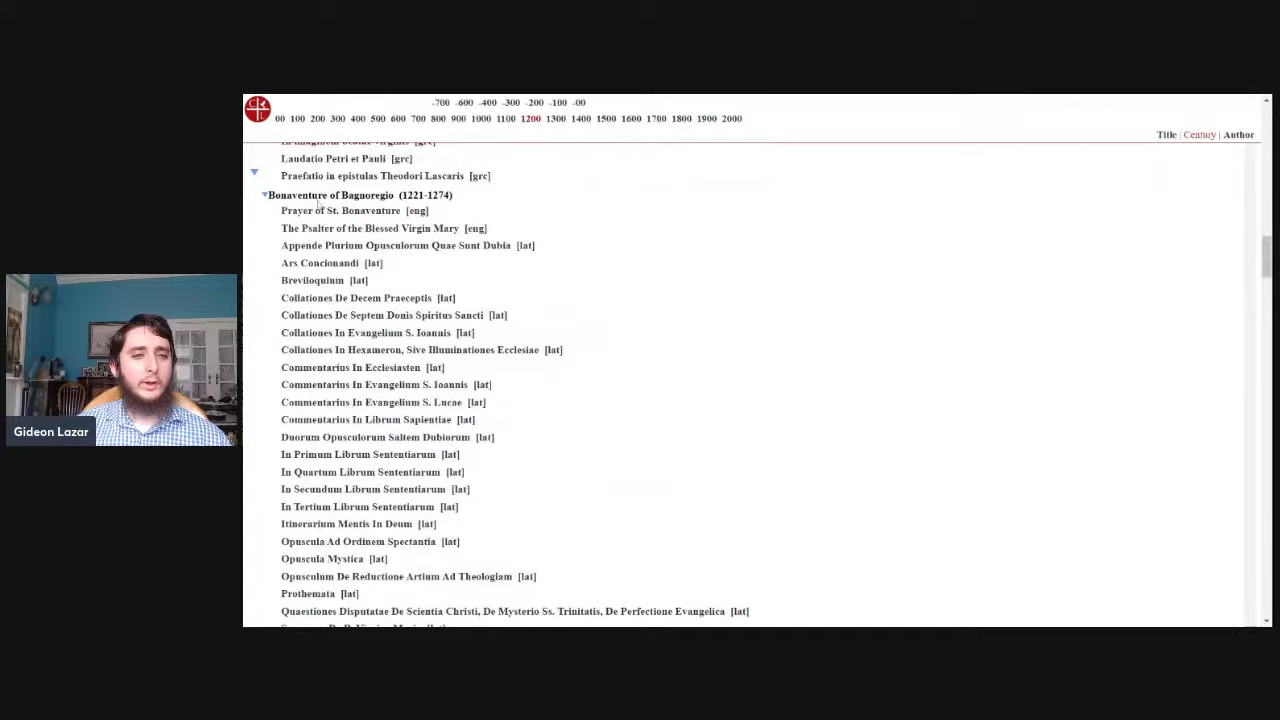 -700 -600 -400 -300 -200 -100 -00
00 100 200 300 400 500 600 700 800 900 1000 1100 1200 1300 1400 1500 1600 1700 1800 1900 2000
Title | Century | Author
Laudatio Petri et Pauli [grc]
Praefatio in epistulas Theodori Lascaris [grc]
Bonaventure of Bagnoregio (1221-1274)
Prayer of St. Bonaventure [eng]
The Psalter of the Blessed Virgin Mary [eng]
Appende Plurium Opusculorum Quae Sunt Dubia [lat]
Ars Concionandi [lat]
Breviloquium [lat]
Collationes De Decem Praeceptis [lat]
Collationes De Septem Donis Spiritus Sancti [lat]
Collationes In Evangelium S. Ioannis [lat]
Collationes In Hexameron, Sive Illuminationes Ecclesiae [lat]
Commentarius In Ecclesiasten [lat]
Commentarius In Evangelium S. Ioannis [lat]
Commentarius In Evangelium S. Lucae [lat]
Commentarius In Librum Sapientiae [lat]
Duorum Opusculorum Saltem Dubiorum [lat]
In Primum Librum Sententiarum [lat]
In Quartum Librum Sententiarum [lat]
In Secundum Librum Sententiarum [lat]
In Tertium Librum Sententiarum [lat]
Itinerarium Mentis In Deum [lat]
Opuscula Ad Ordinem Spectantia [lat]
Opuscula Mystica [lat]
Opusculum De Reductione Artium Ad Theologiam [lat]
Prothemata [lat]
Quaestiones Disputatae De Scientia Christi, De Mysterio Ss. Trinitatis, De Perfectione Evangelica [lat]
Gideon Lazar